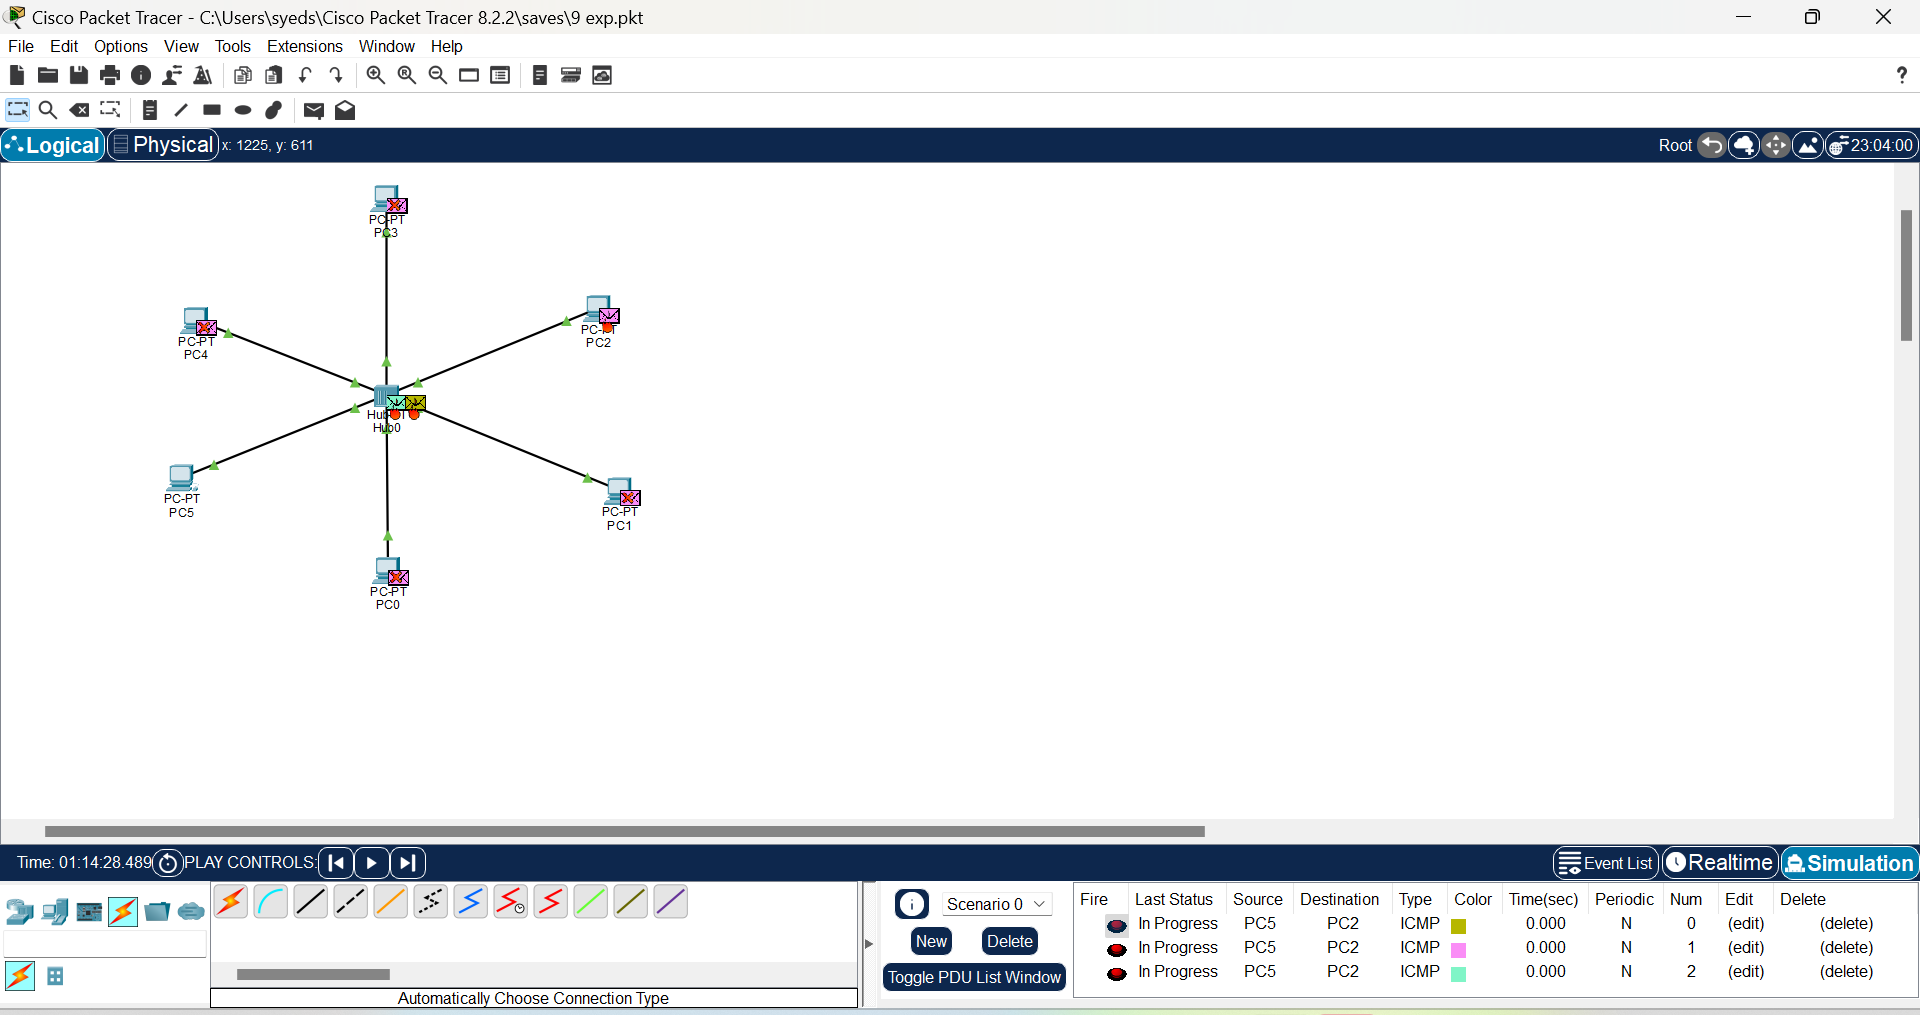 Cisco Packet Tracer - C:\Users\syeds\Cisco Packet Tracer 8.2.2\saves\9 exp.pkt
File Edit Options View Tools Extensions Window Help
?
Logical Physical x: 1225, y: 611 Root 23:04:00
PC-PT
PC3
PC-PT
PC2
PC-PT
PC4
Hub-PT
Hub0
PC-PT
PC5
PC-PT
PC1
PC-PT
PC0
Time: 01:14:28.489 PLAY CONTROLS: Event List Realtime Simulation
Scenario 0
New Delete
Toggle PDU List Window
Automatically Choose Connection Type
Fire Last Status Source Destination Type Color Time(sec) Periodic Num Edit Delete
In Progress PC5 PC2 ICMP 0.000 N 0 (edit) (delete)
In Progress PC5 PC2 ICMP 0.000 N 1 (edit) (delete)
In Progress PC5 PC2 ICMP 0.000 N 2 (edit) (delete)